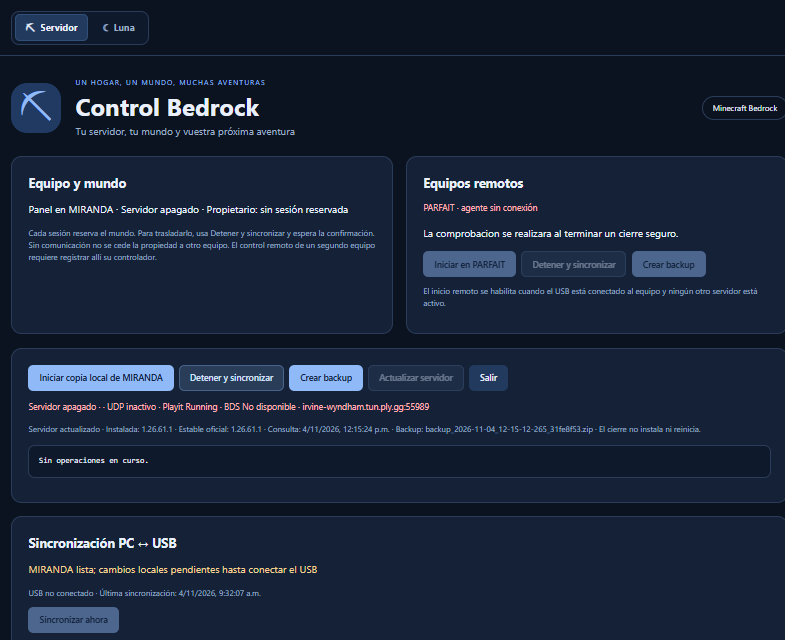 Servidor
Luna
UN HOGAR, UN MUNDO, MUCHAS AVENTURAS
Control Bedrock
Tu servidor, tu mundo y vuestra próxima aventura
Minecraft Bedrock
Equipo y mundo
Panel en MIRANDA · Servidor apagado · Propietario: sin sesión reservada
Cada sesión reserva el mundo. Para trasladarlo, usa Detener y sincronizar y espera la confirmación.
Sin comunicación no se cede la propiedad a otro equipo. El control remoto de un segundo equipo
requiere registrar allí su controlador.
Equipos remotos
PARFAIT · agente sin conexión
La comprobacion se realizara al terminar un cierre seguro.
Iniciar en PARFAIT
Detener y sincronizar
Crear backup
El inicio remoto se habilita cuando el USB está conectado al equipo y ningún otro servidor está
activo.
Iniciar copia local de MIRANDA
Detener y sincronizar
Crear backup
Actualizar servidor
Salir
Servidor apagado · · UDP inactivo · Playit Running · BDS No disponible · irvine-wyndham.tun.ply.gg:55989
Servidor actualizado · Instalada: 1.26.61.1 · Estable oficial: 1.26.61.1 · Consulta: 4/11/2026, 12:15:24 p.m. · Backup: backup_2026-11-04_12-15-12-265_31fe8f53.zip · El cierre no instala ni reinicia.
Sin operaciones en curso.
Sincronización PC ↔ USB
MIRANDA lista; cambios locales pendientes hasta conectar el USB
USB no conectado · Última sincronización: 4/11/2026, 9:32:07 a.m.
Sincronizar ahora